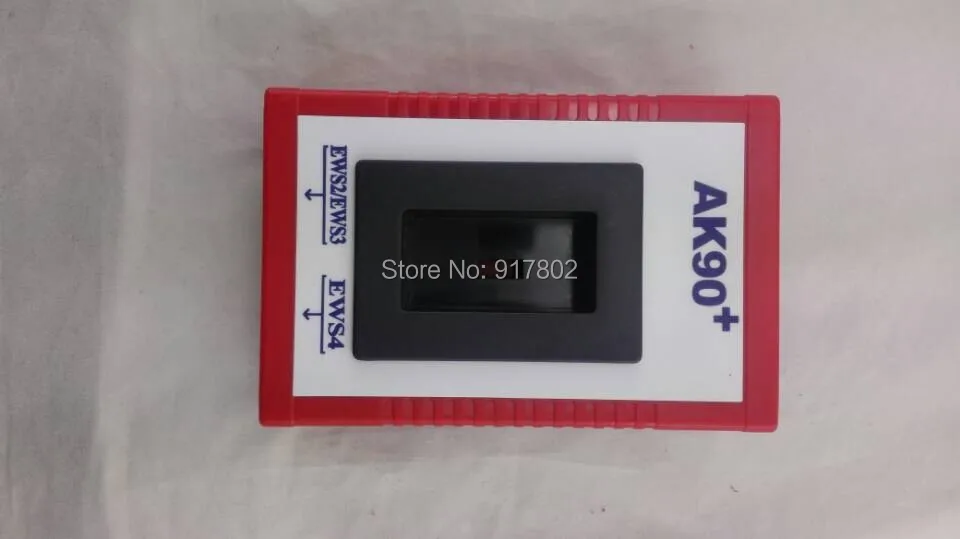 AK90+
EWS2/EWS3
EWS4
Store No: 917802